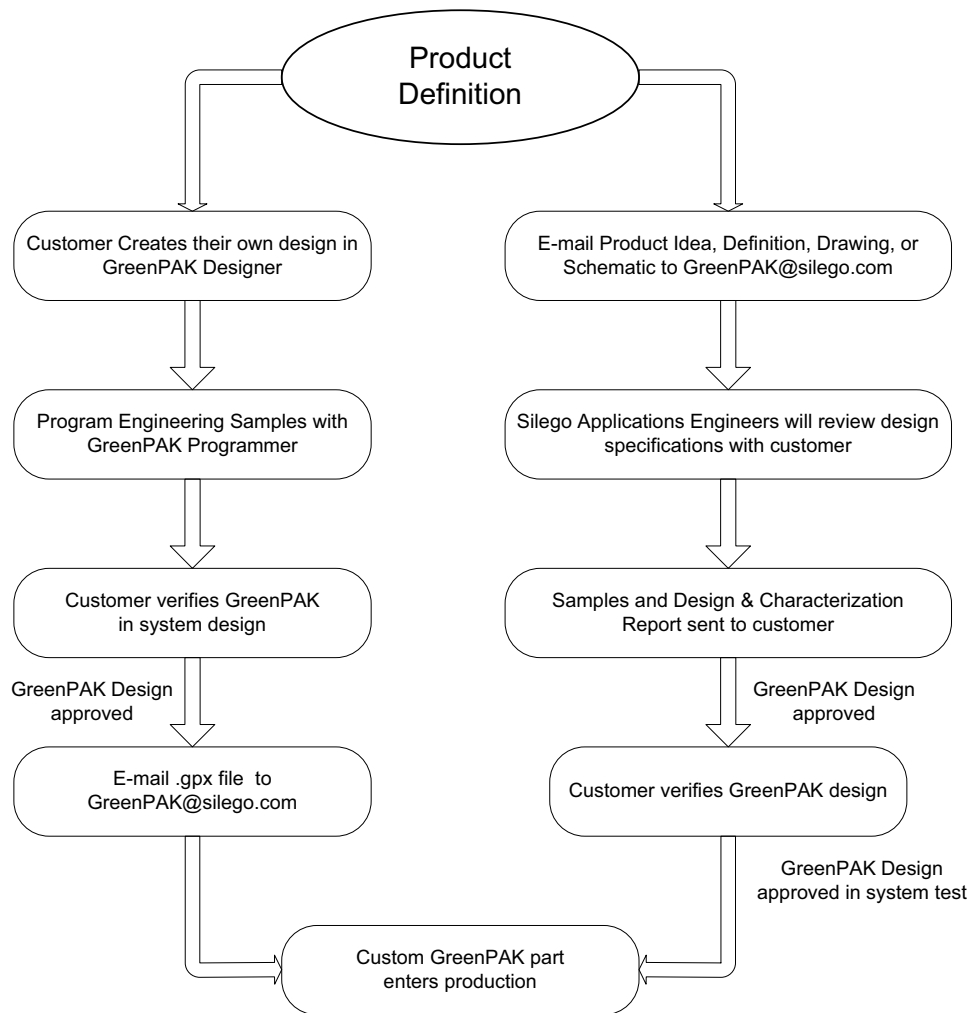 Product
Definition
Customer Creates their own design in
GreenPAK Designer
Program Engineering Samples with
GreenPAK Programmer
Customer verifies GreenPAK
in system design
GreenPAK Design
approved
E-mail .gpx file to
GreenPAK@silego.com
E-mail Product Idea, Definition, Drawing, or
Schematic to GreenPAK@silego.com
Silego Applications Engineers will review design
specifications with customer
Samples and Design & Characterization
Report sent to customer
GreenPAK Design
approved
Customer verifies GreenPAK design
GreenPAK Design
approved in system test
Custom GreenPAK part
enters production